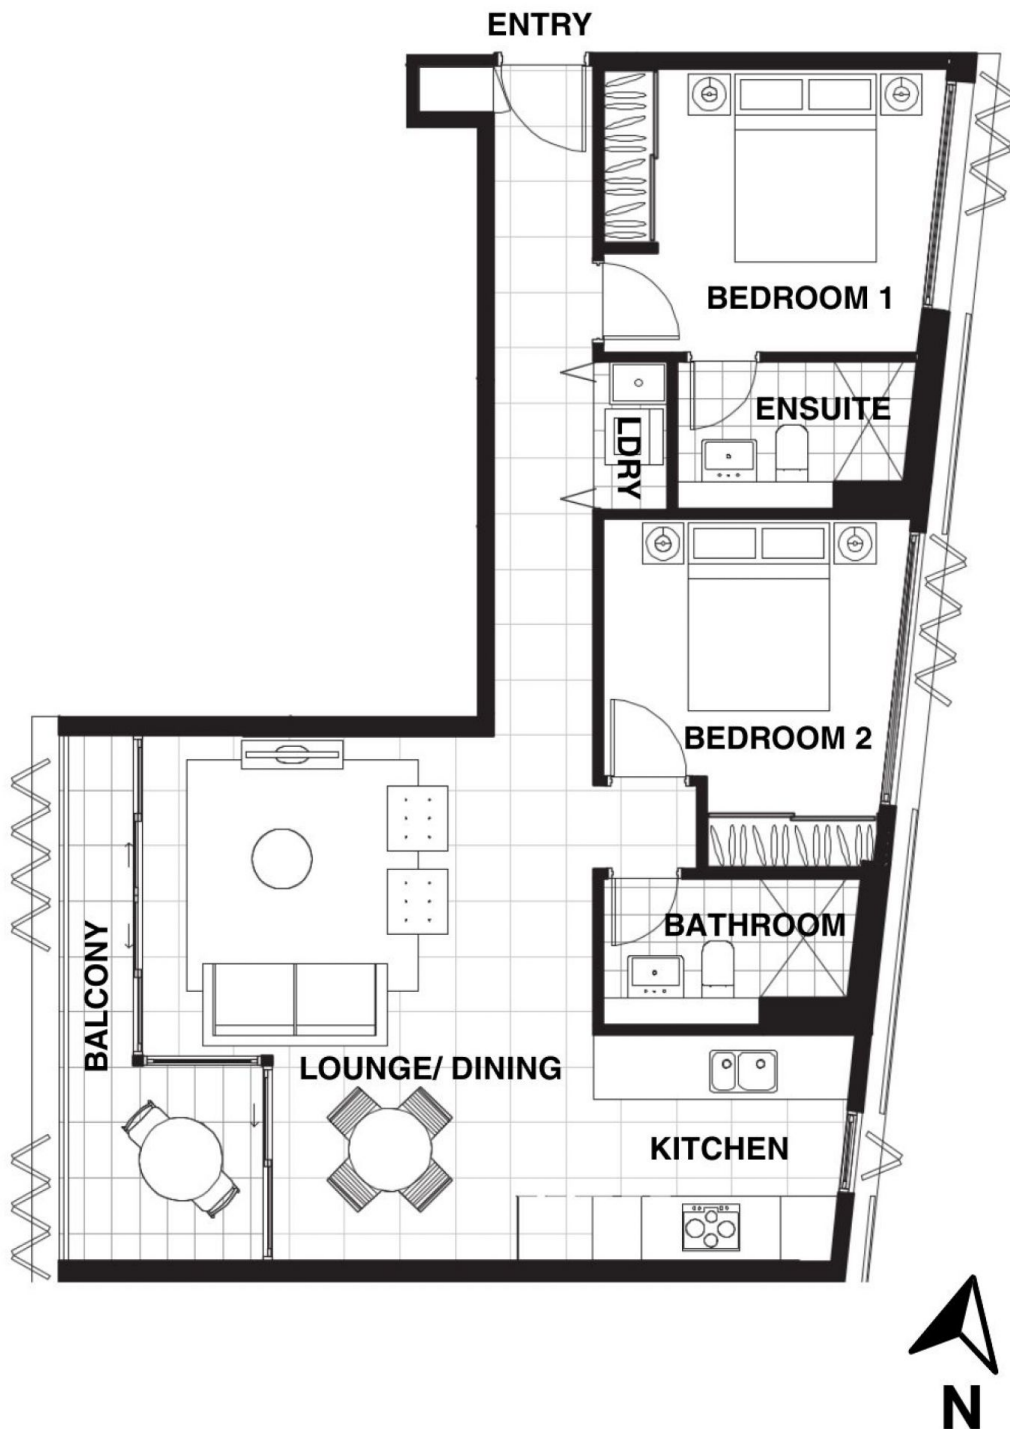 ENTRY
BEDROOM 1
ENSUITE
LDRY
BEDROOM 2
BATHROOM
BALCONY
LOUNGE/ DINING
KITCHEN
N